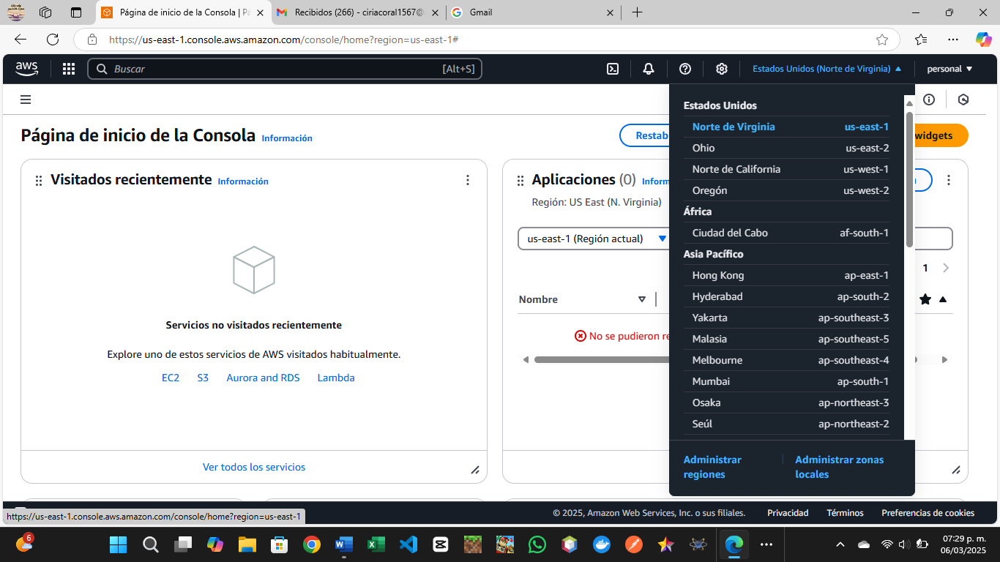 Página de inicio de la Consola | Pá
Recibidos (266) - ciriacoral1567@
Gmail
https://us-east-1.console.aws.amazon.com/console/home?region=us-east-1#
aws
Buscar
[Alt+S]
Estados Unidos (Norte de Virginia)
personal
Página de inicio de la Consola
Información
Restab
widgets
Visitados recientemente
Información
Servicios no visitados recientemente
Explore uno de estos servicios de AWS visitados habitualmente.
EC2
S3
Aurora and RDS
Lambda
Ver todos los servicios
Aplicaciones (0)
Inform
Región: US East (N. Virginia)
us-east-1 (Región actual)
1
Nombre
No se pudieron re
Estados Unidos
Norte de Virginia us-east-1
Ohio us-east-2
Norte de California us-west-1
Oregón us-west-2
África
Ciudad del Cabo af-south-1
Asia Pacífico
Hong Kong ap-east-1
Hyderabad ap-south-2
Yakarta ap-southeast-3
Malasia ap-southeast-5
Melbourne ap-southeast-4
Mumbai ap-south-1
Osaka ap-northeast-3
Seúl ap-northeast-2
Administrar regiones
Administrar zonas locales
https://us-east-1.console.aws.amazon.com/console/home?region=us-east-1
© 2025, Amazon Web Services, Inc. o sus filiales.
Privacidad
Términos
Preferencias de cookies
6
07:29 p. m.
06/03/2025